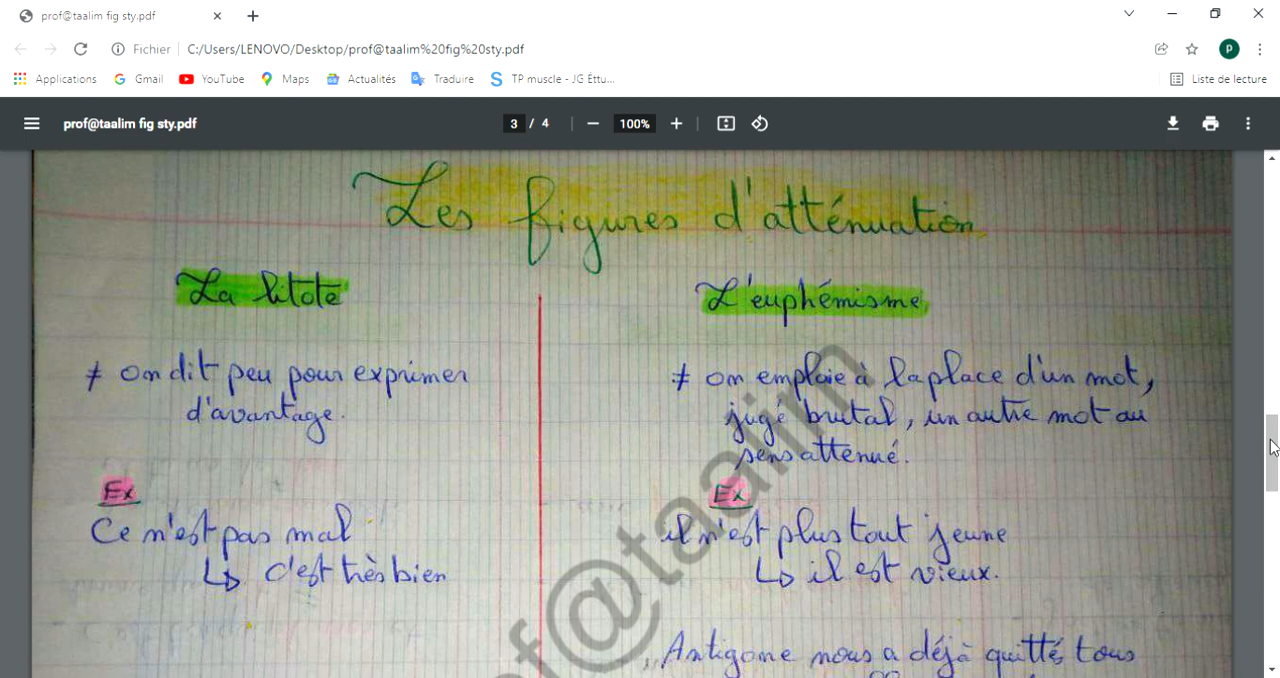 prof@taalim fig sty.pdf
Fichier
C:/Users/LENOVO/Desktop/prof@taalim%20fig%20sty.pdf
P
Applications
Gmail
YouTube
Maps
Actualités
Traduire
TP muscle - JG Éttu...
Liste de lecture
prof@taalim fig sty.pdf
3 / 4
100%
Les figures d'atténuation
La litote
≠ on dit peu pour exprimer
d'avantage.
Ex
Ce n'est pas mal
↳ c'est très bien
L'euphémisme
≠ on emploie à la place d'un mot,
jugé brutal, un autre mot au
sens attenué.
Ex
il n'est plus tout jeune
↳ il est vieux.
Antigone nous a déjà quittés tous
of@taalim